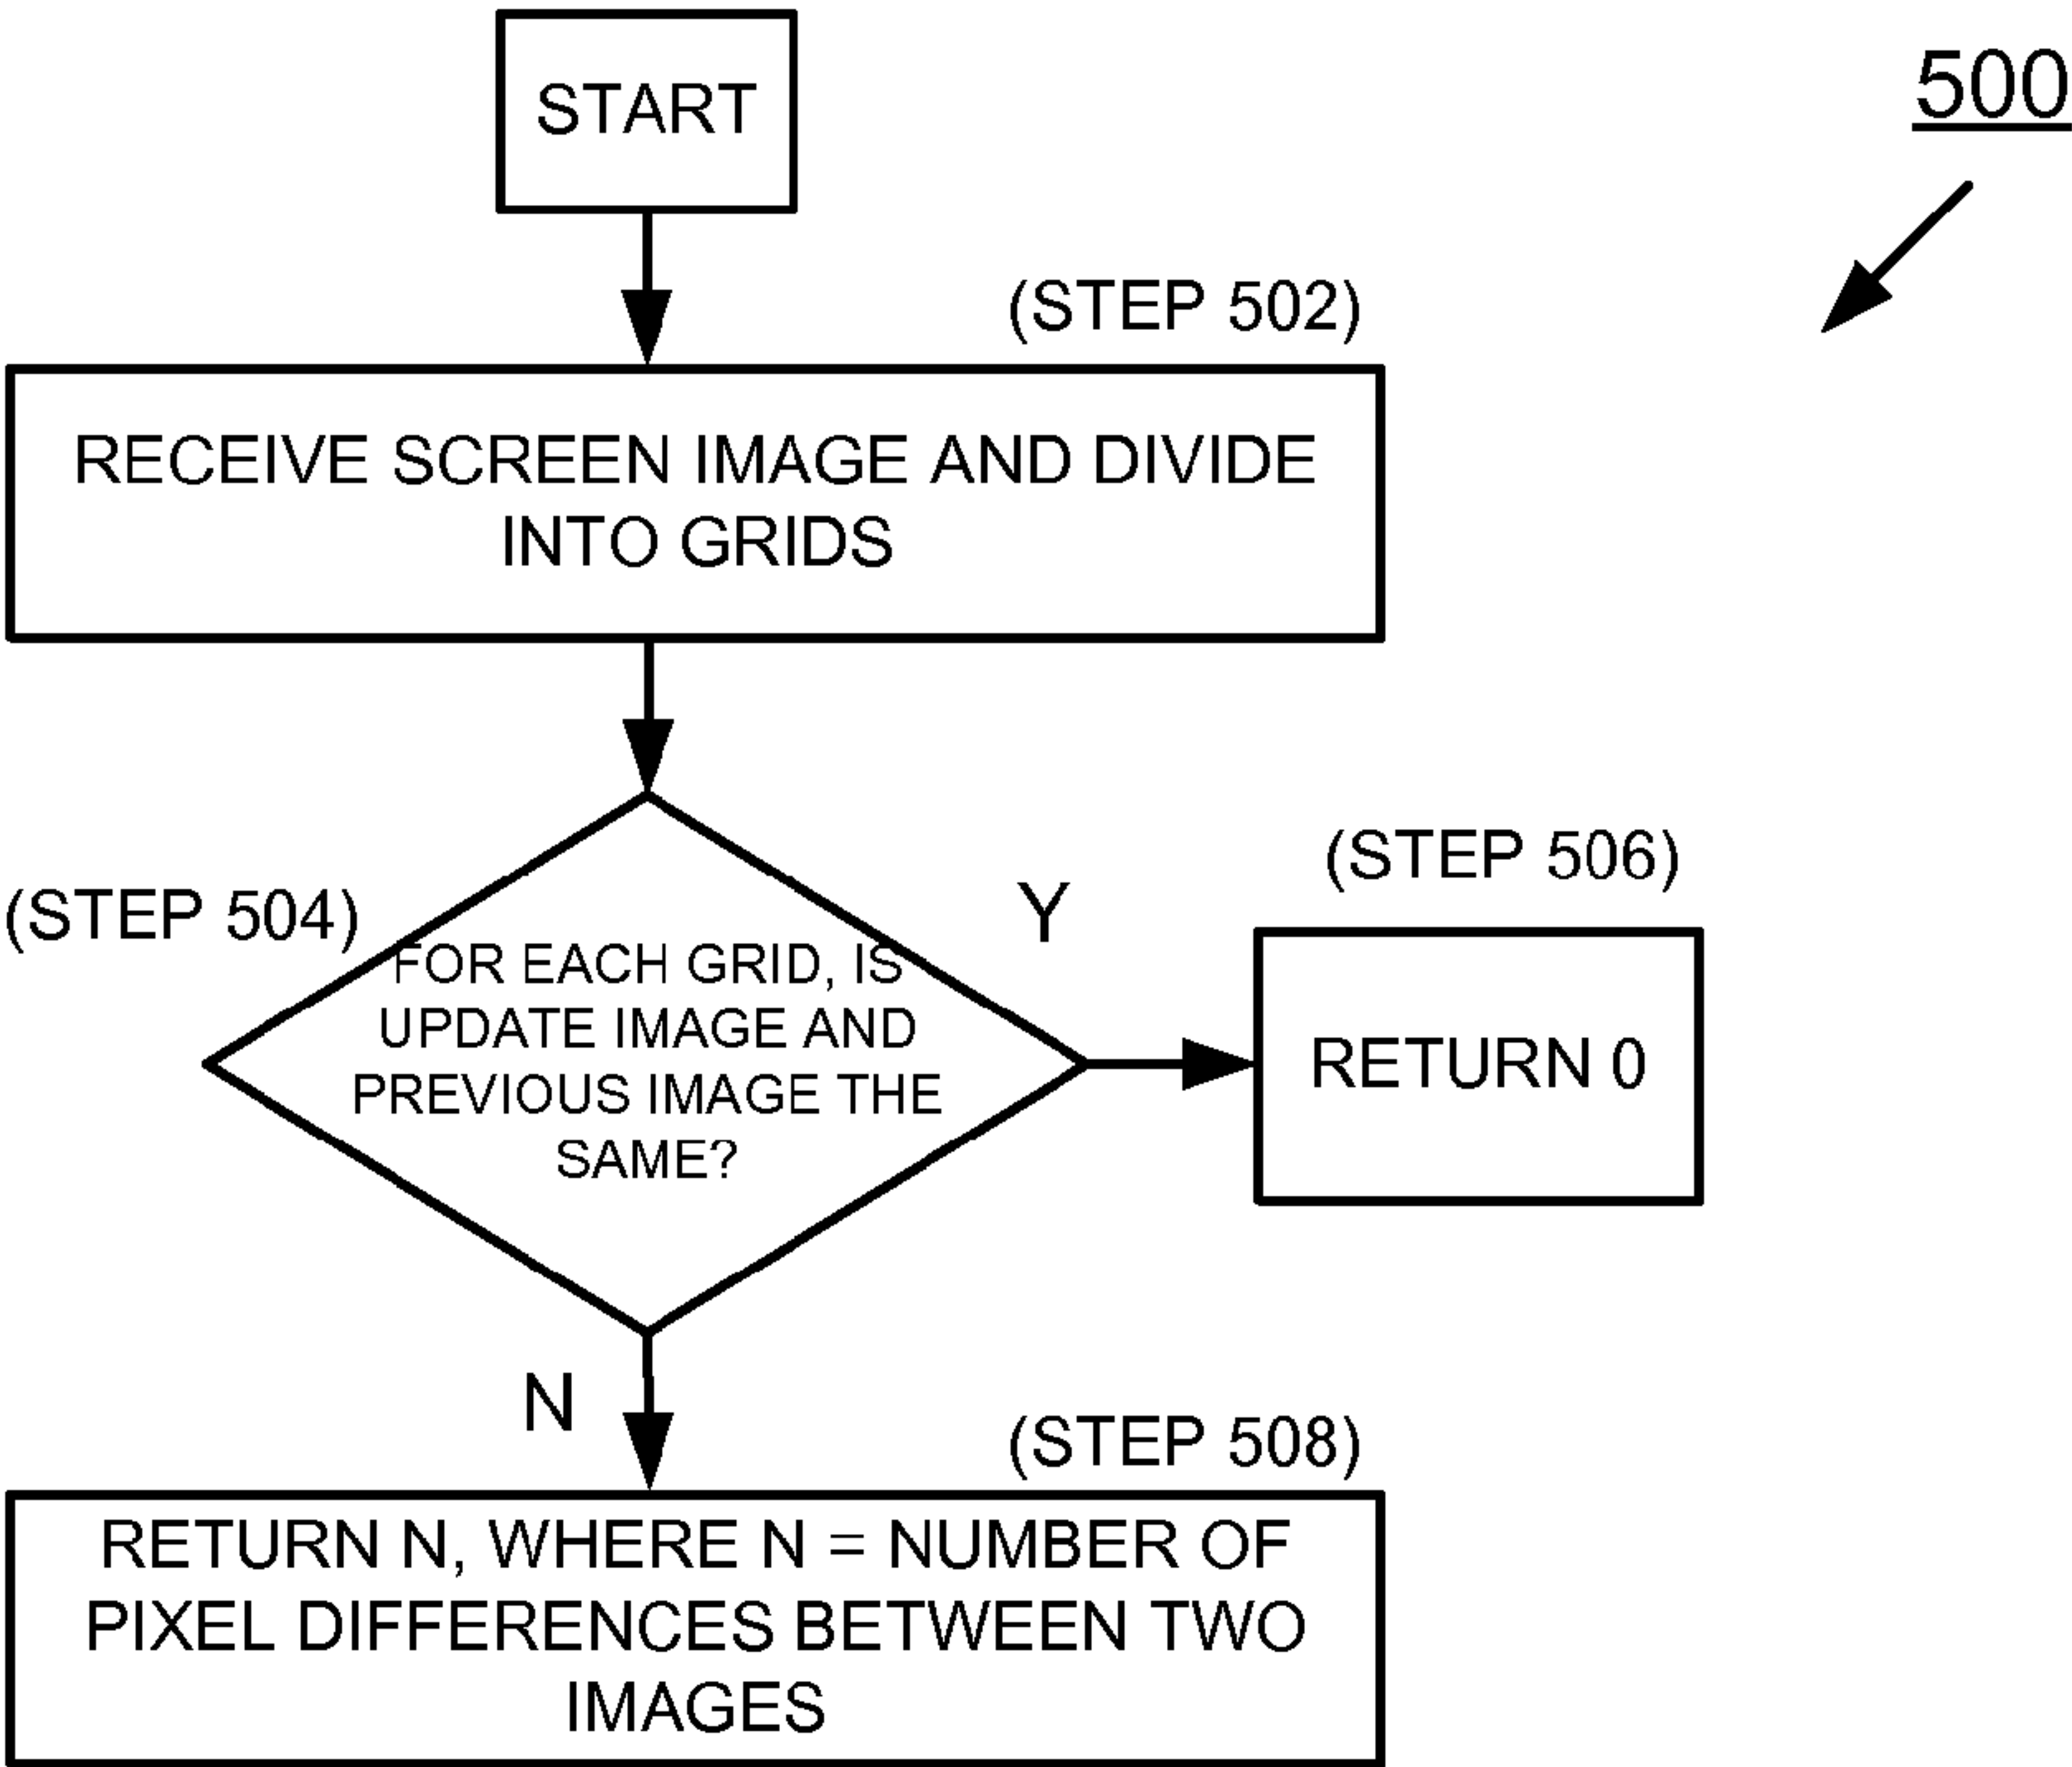 START
500
(STEP 502)
RECEIVE SCREEN IMAGE AND DIVIDE
INTO GRIDS
(STEP 504)
FOR EACH GRID, IS
UPDATE IMAGE AND
PREVIOUS IMAGE THE
SAME?
Y
(STEP 506)
RETURN 0
N
(STEP 508)
RETURN N, WHERE N = NUMBER OF
PIXEL DIFFERENCES BETWEEN TWO
IMAGES